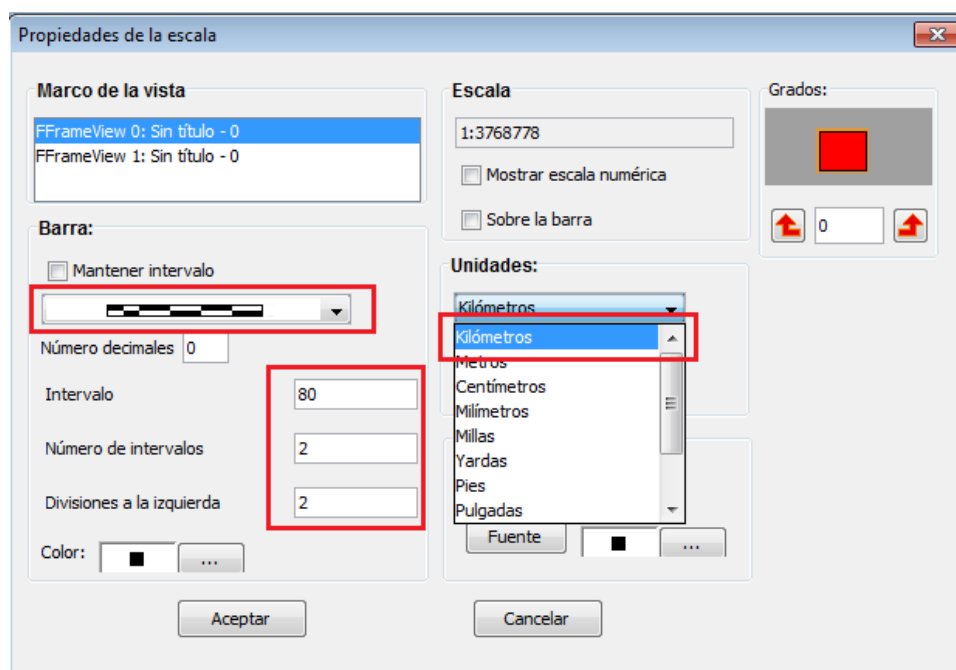 Propiedades de la escala
Marco de la vista
FFrameView 0: Sin título - 0
FFrameView 1: Sin título - 0
Barra:
Mantener intervalo
Número decimales 0
Intervalo 80
Número de intervalos 2
Divisiones a la izquierda 2
Color: ...
Escala
1:3768778
Mostrar escala numérica
Sobre la barra
Unidades:
Kilómetros
Kilómetros
Metros
Centímetros
Milímetros
Millas
Yardas
Pies
Pulgadas
Fuente ...
Grados:
0
Aceptar
Cancelar